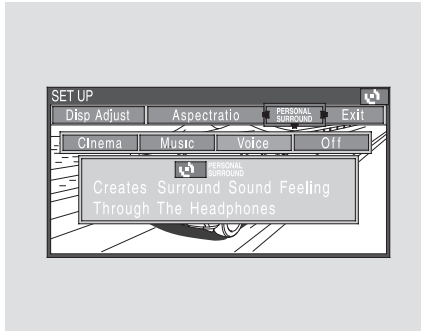 SET UP
Disp Adjust Aspectratio PERSONAL SURROUND Exit
CInema Music Voice Off
PERSONAL SURROUND
Creates Surround Sound Feeling
Through The Headphones